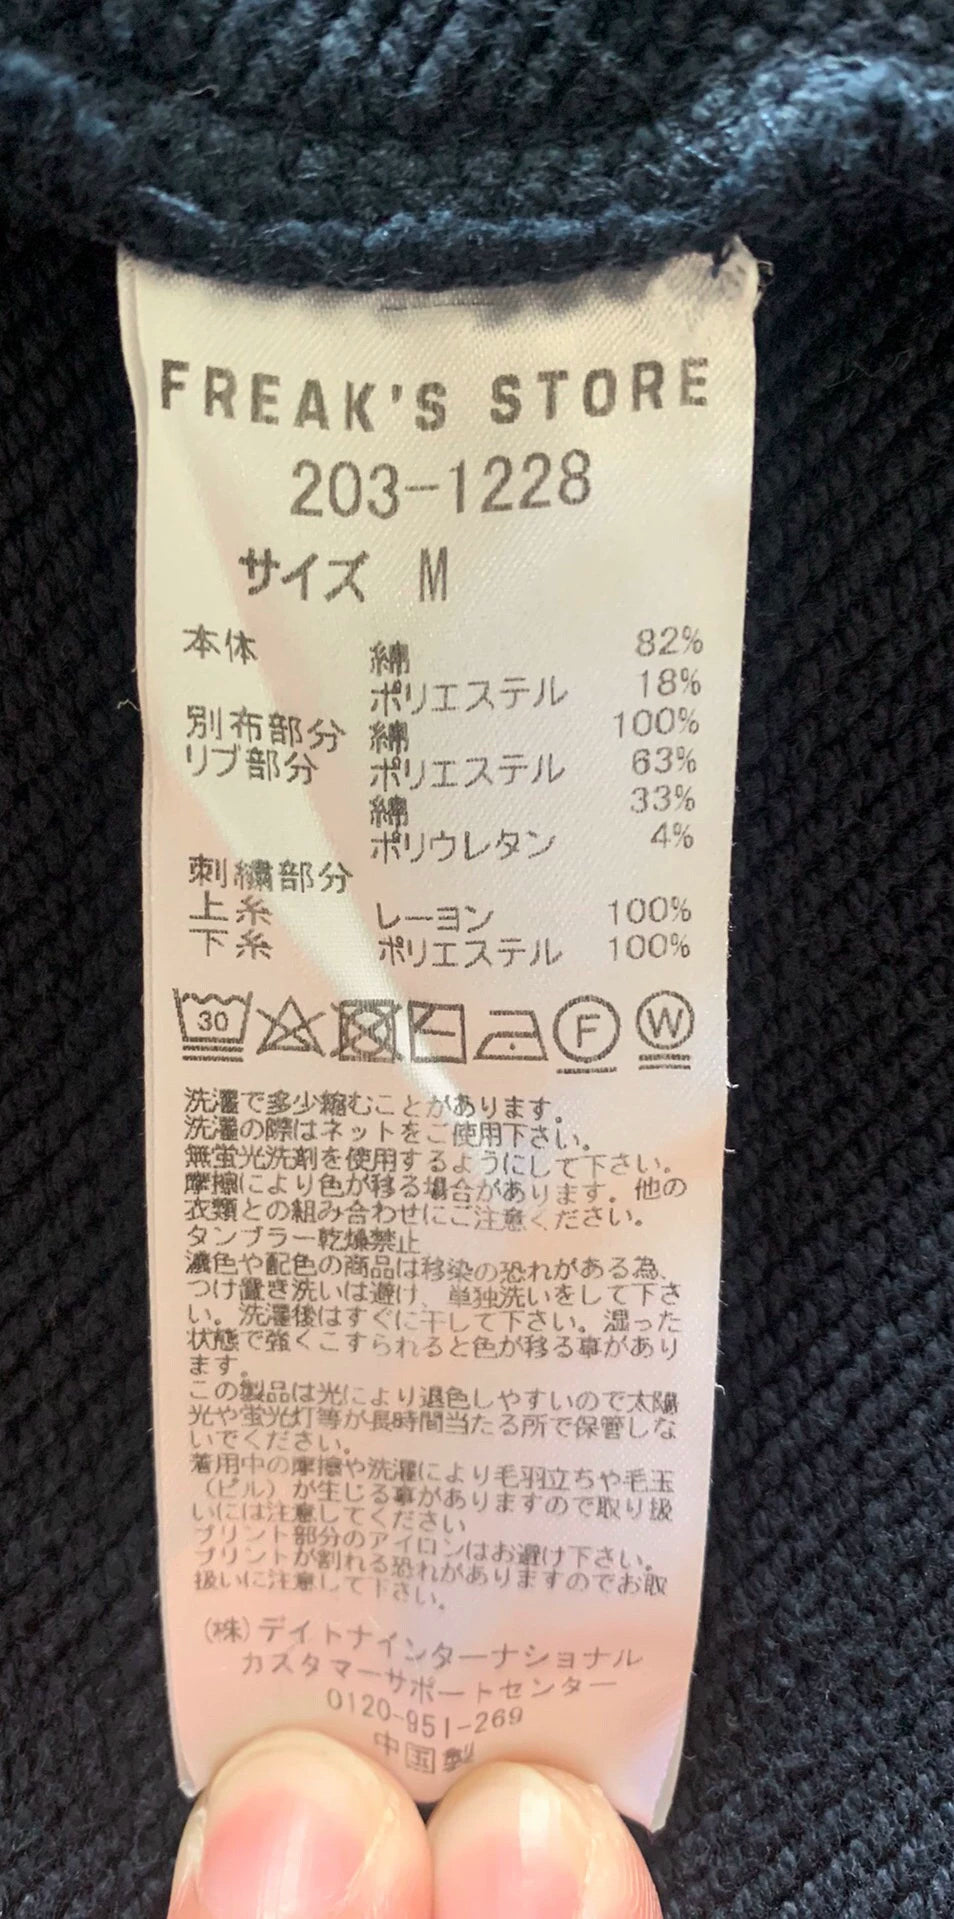 FREAK'S STORE
203-1228
サイズ M
本体 綿 82%
ポリエステル 18%
別布部分 綿 100%
リブ部分 ポリエステル 63%
綿 33%
ポリウレタン 4%
刺繍部分
上糸 レーヨン 100%
下糸 ポリエステル 100%
30 F W
洗濯で多少縮むことがあります。
洗濯の際はネットをご使用下さい。
無蛍光洗剤を使用するようにして下さい。
摩擦により色が移る場合があります。他の
衣類との組み合わせにご注意ください。
タンブラー乾燥禁止
濃色や配色の商品は移染の恐れがある為、
つけ置き洗いは避け、単独洗いをして下さ
い。洗濯後はすぐに干して下さい。湿った
状態で強くこすられると色が移る事があり
ます。
この製品は光により退色しやすいので太陽
光や蛍光灯等が長時間当たる所で保管しな
いでください。
着用中の摩擦や洗濯により毛羽立ちや毛玉
（ピル）が生じる事がありますので取り扱
いには注意してください
プリント部分のアイロンはお避け下さい。
プリントが割れる恐れがありますのでお取
扱いに注意して下さい。
(株)デイトナインターナショナル
カスタマーサポートセンター
0120-951-269
中国製